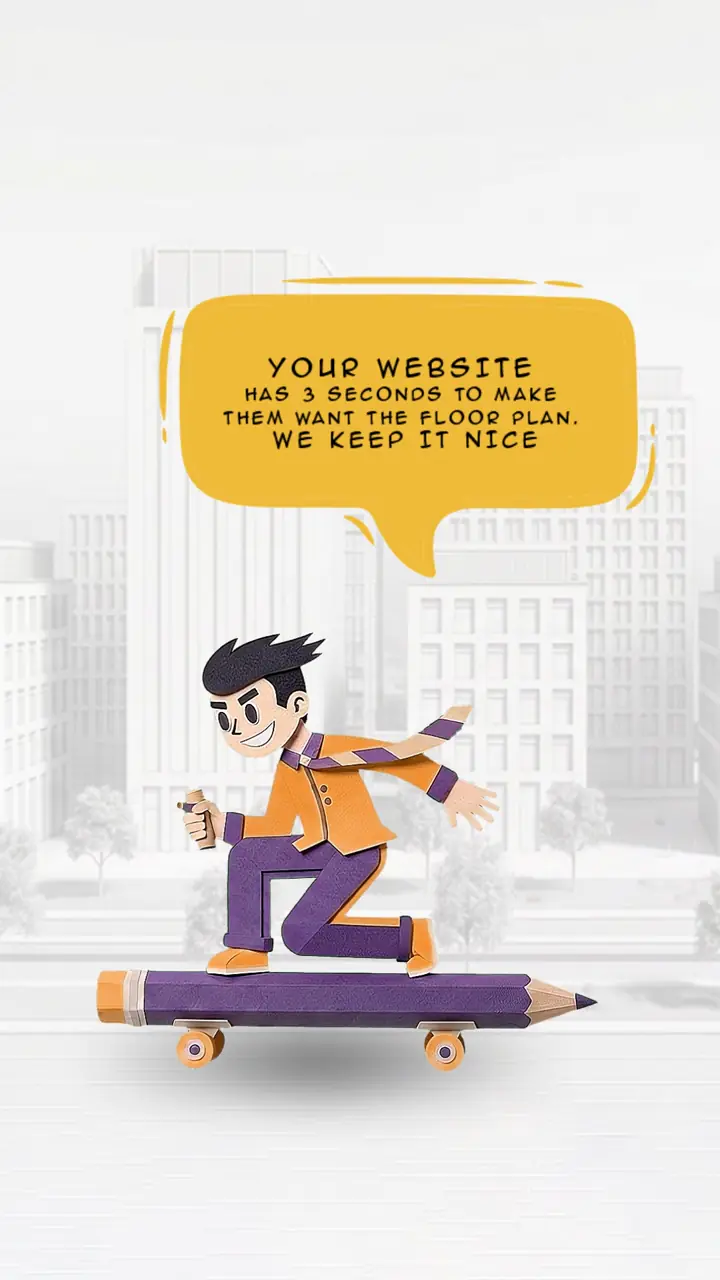 YOUR WEBSITE
HAS 3 SECONDS TO MAKE
THEM WANT THE FLOOR PLAN.
WE KEEP IT NICE